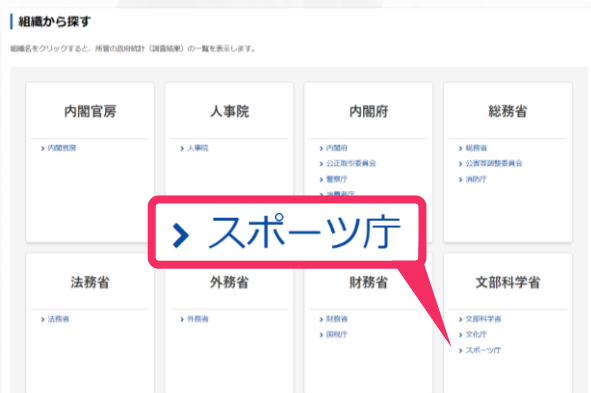 組織から探す
組織名をクリックすると、所管の政府統計（調査結果）の一覧を表示します。
内閣官房
内閣官房
人事院
人事院
内閣府
内閣府
公正取引委員会
警察庁
消費者庁
総務省
総務省
公害等調整委員会
消防庁
スポーツ庁
法務省
法務省
外務省
外務省
財務省
財務省
国税庁
文部科学省
文部科学省
文化庁
スポーツ庁